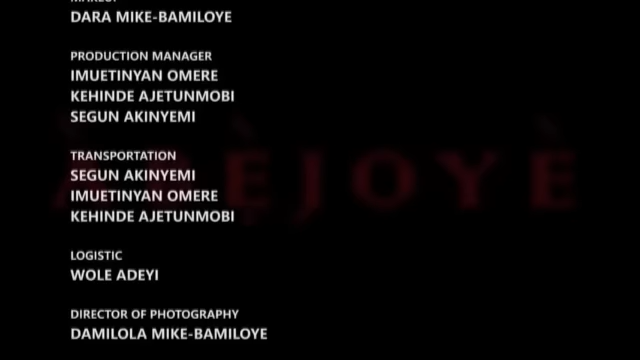 MAKEUP
DARA MIKE-BAMILOYE
PRODUCTION MANAGER
IMUETINYAN OMERE
KEHINDE AJETUNMOBI
SEGUN AKINYEMI
TRANSPORTATION
SEGUN AKINYEMI
IMUETINYAN OMERE
KEHINDE AJETUNMOBI
LOGISTIC
WOLE ADEYI
DIRECTOR OF PHOTOGRAPHY
DAMILOLA MIKE-BAMILOYE